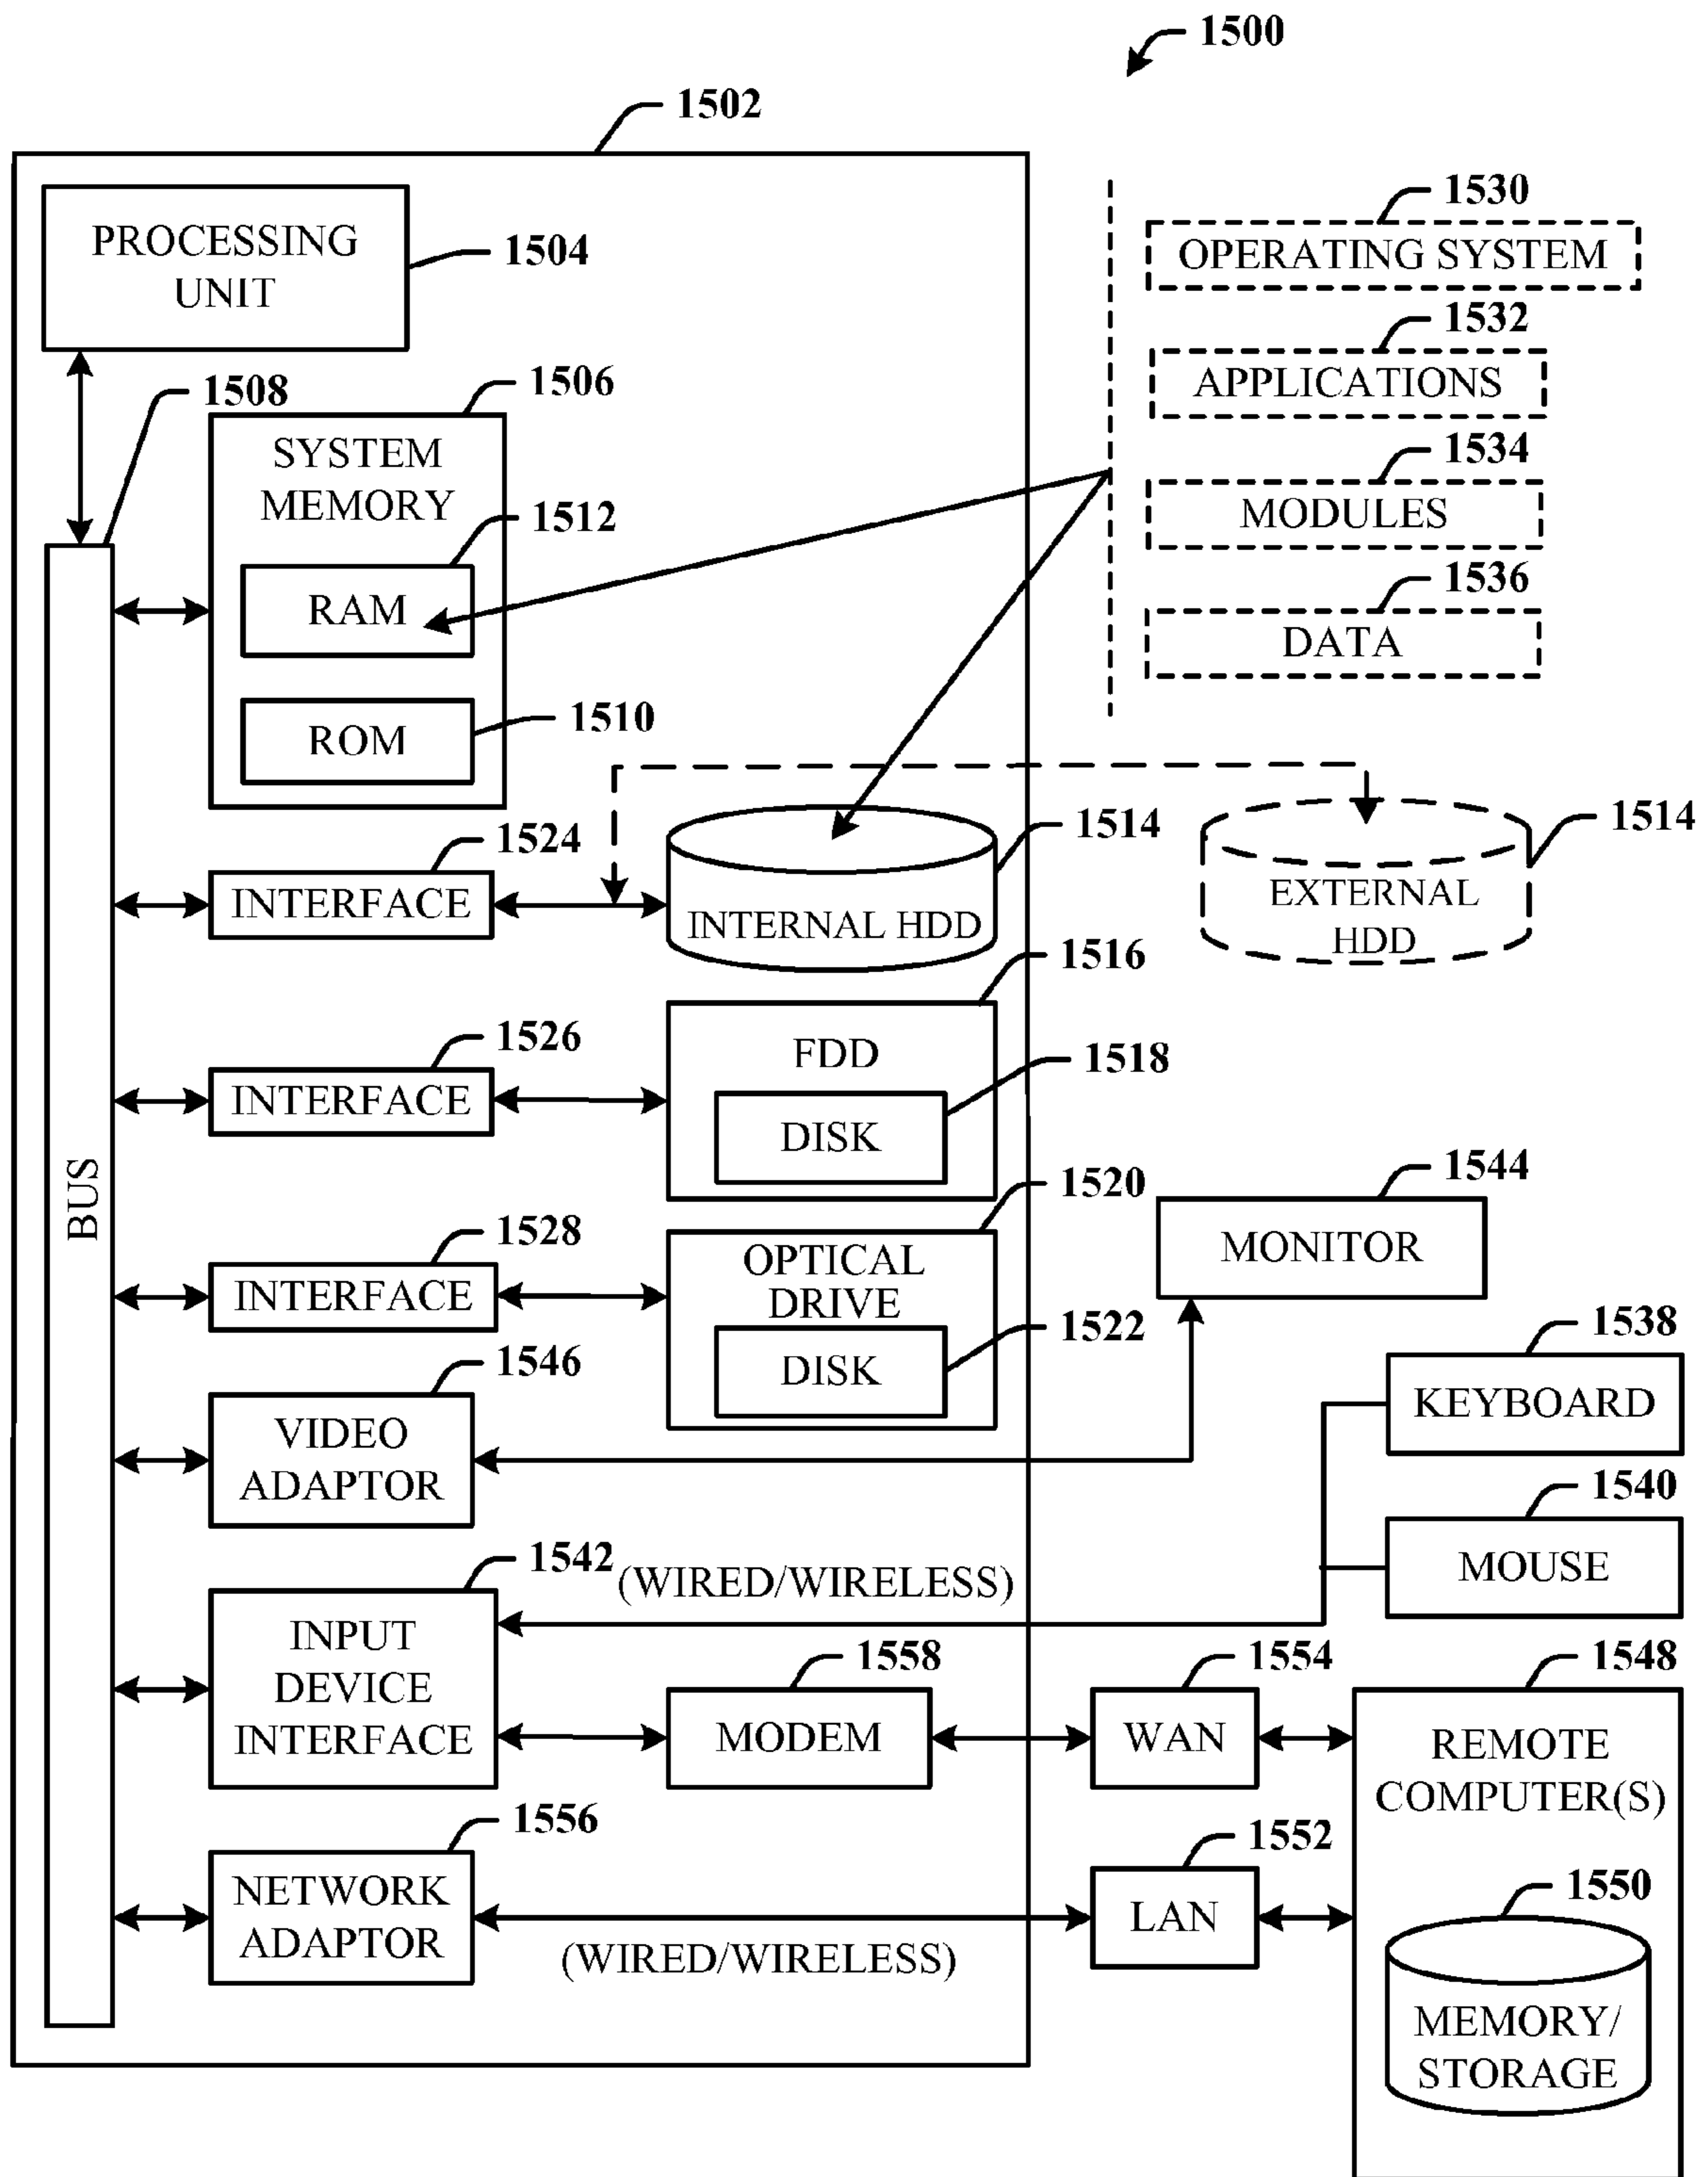 1500
1502
PROCESSING
UNIT
1504
1530
OPERATING SYSTEM
1532
APPLICATIONS
1534
MODULES
1536
DATA
1508
1506
SYSTEM
MEMORY
1512
RAM
1510
ROM
1524
INTERFACE
1514
INTERNAL HDD
1514
EXTERNAL
HDD
1526
INTERFACE
1516
FDD
1518
DISK
BUS
1528
INTERFACE
1520
OPTICAL
DRIVE
1522
DISK
1544
MONITOR
1546
VIDEO
ADAPTOR
1538
KEYBOARD
1540
MOUSE
1542
(WIRED/WIRELESS)
INPUT
DEVICE
INTERFACE
1558
MODEM
1554
WAN
1548
REMOTE
COMPUTER(S)
1556
NETWORK
ADAPTOR
(WIRED/WIRELESS)
1552
LAN
1550
MEMORY/
STORAGE